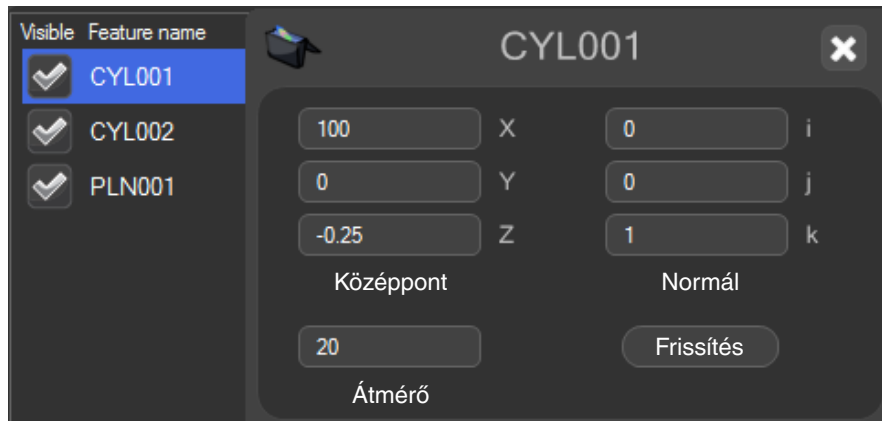 Visible Feature name
CYL001
CYL002
PLN001
CYL001
100 X 0 i
0 Y 0 j
-0.25 Z 1 k
Középpont Normál
20 Frissítés
Átmérő